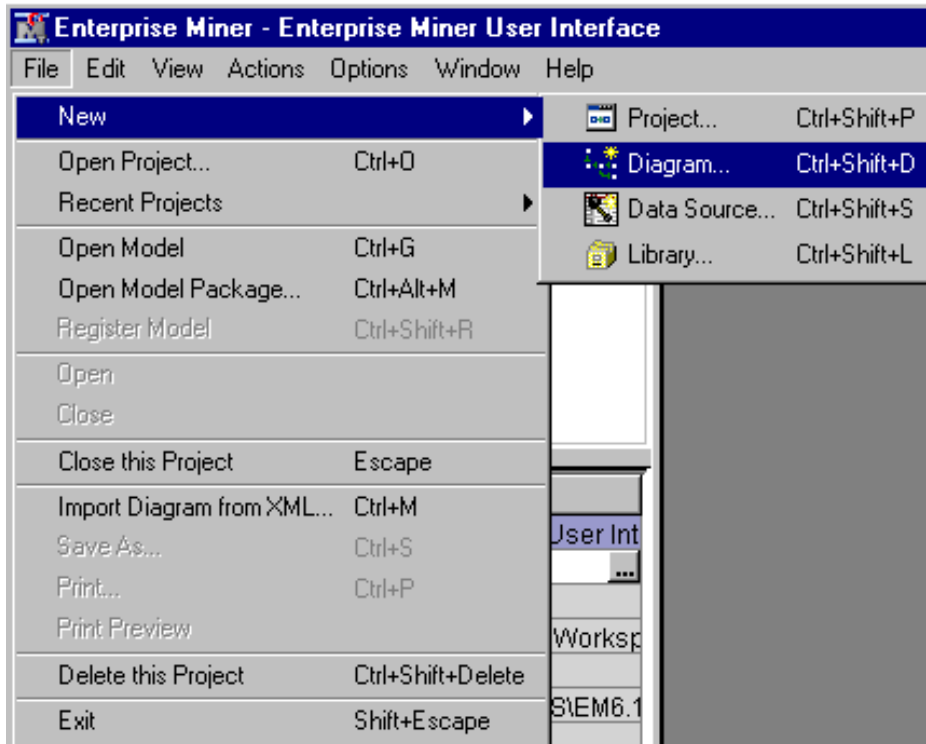 Enterprise Miner - Enterprise Miner User Interface
File Edit View Actions Options Window Help
New
Project... Ctrl+Shift+P
Open Project... Ctrl+O
Diagram... Ctrl+Shift+D
Recent Projects
Data Source... Ctrl+Shift+S
Open Model Ctrl+G
Library... Ctrl+Shift+L
Open Model Package... Ctrl+Alt+M
Register Model Ctrl+Shift+R
Open
Close
Close this Project Escape
Import Diagram from XML... Ctrl+M
User Int
Save As... Ctrl+S
...
Print... Ctrl+P
Print Preview
Worksp
Delete this Project Ctrl+Shift+Delete
S\EM6.1
Exit Shift+Escape